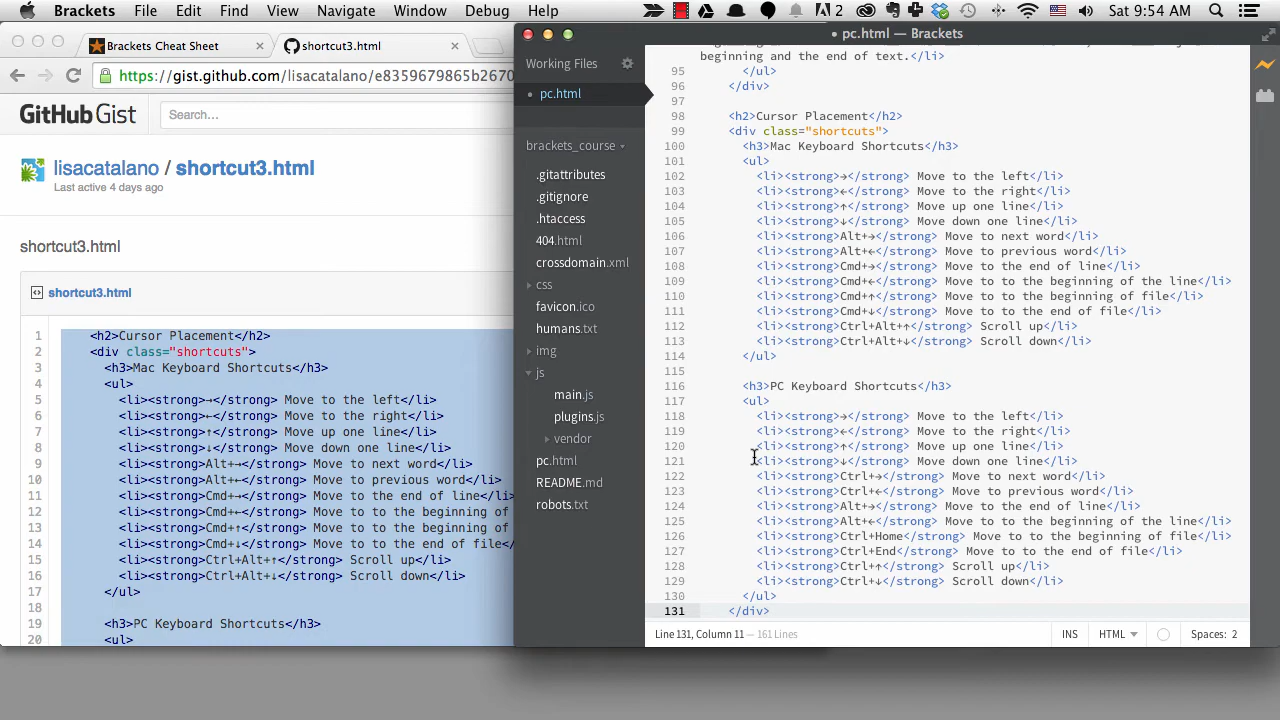 Brackets File Edit Find View Navigate Window Debug Help 2 Sat 9:54 AM
Brackets Cheat Sheet × shortcut3.html ×
https://gist.github.com/lisacatalano/e8359679865b2670
GitHub Gist Search...
lisacatalano / shortcut3.html
Last active 4 days ago
shortcut3.html
shortcut3.html
1 <h2>Cursor Placement</h2>
2 <div class="shortcuts">
3 <h3>Mac Keyboard Shortcuts</h3>
4 <ul>
5 <li><strong>→</strong> Move to the left</li>
6 <li><strong>←</strong> Move to the right</li>
7 <li><strong>↑</strong> Move up one line</li>
8 <li><strong>↓</strong> Move down one line</li>
9 <li><strong>Alt+→</strong> Move to next word</li>
10 <li><strong>Alt+←</strong> Move to previous word</li>
11 <li><strong>Cmd+→</strong> Move to the end of line</li>
12 <li><strong>Cmd+←</strong> Move to to the beginning of
13 <li><strong>Cmd+↑</strong> Move to to the beginning of
14 <li><strong>Cmd+↓</strong> Move to to the end of file</
15 <li><strong>Ctrl+Alt+↑</strong> Scroll up</li>
16 <li><strong>Ctrl+Alt+↓</strong> Scroll down</li>
17 </ul>
18
19 <h3>PC Keyboard Shortcuts</h3>
20 <ul>
• pc.html — Brackets
Working Files
• pc.html
brackets_course
.gitattributes
.gitignore
.htaccess
404.html
crossdomain.xml
css
favicon.ico
humans.txt
img
js
main.js
plugins.js
vendor
pc.html
README.md
robots.txt
beginning and the end of text.</li>
95 </ul>
96 </div>
97
98 <h2>Cursor Placement</h2>
99 <div class="shortcuts">
100 <h3>Mac Keyboard Shortcuts</h3>
101 <ul>
102 <li><strong>→</strong> Move to the left</li>
103 <li><strong>←</strong> Move to the right</li>
104 <li><strong>↑</strong> Move up one line</li>
105 <li><strong>↓</strong> Move down one line</li>
106 <li><strong>Alt+→</strong> Move to next word</li>
107 <li><strong>Alt+←</strong> Move to previous word</li>
108 <li><strong>Cmd+→</strong> Move to the end of line</li>
109 <li><strong>Cmd+←</strong> Move to to the beginning of the line</li>
110 <li><strong>Cmd+↑</strong> Move to to the beginning of file</li>
111 <li><strong>Cmd+↓</strong> Move to to the end of file</li>
112 <li><strong>Ctrl+Alt+↑</strong> Scroll up</li>
113 <li><strong>Ctrl+Alt+↓</strong> Scroll down</li>
114 </ul>
115
116 <h3>PC Keyboard Shortcuts</h3>
117 <ul>
118 <li><strong>→</strong> Move to the left</li>
119 <li><strong>←</strong> Move to the right</li>
120 <li><strong>↑</strong> Move up one line</li>
121 <li><strong>↓</strong> Move down one line</li>
122 <li><strong>Ctrl+→</strong> Move to next word</li>
123 <li><strong>Ctrl+←</strong> Move to previous word</li>
124 <li><strong>Alt+→</strong> Move to the end of line</li>
125 <li><strong>Alt+←</strong> Move to to the beginning of the line</li>
126 <li><strong>Ctrl+Home</strong> Move to to the beginning of file</li>
127 <li><strong>Ctrl+End</strong> Move to to the end of file</li>
128 <li><strong>Ctrl+↑</strong> Scroll up</li>
129 <li><strong>Ctrl+↓</strong> Scroll down</li>
130 </ul>
131 </div>
Line 131, Column 11 — 161 Lines INS HTML Spaces: 2